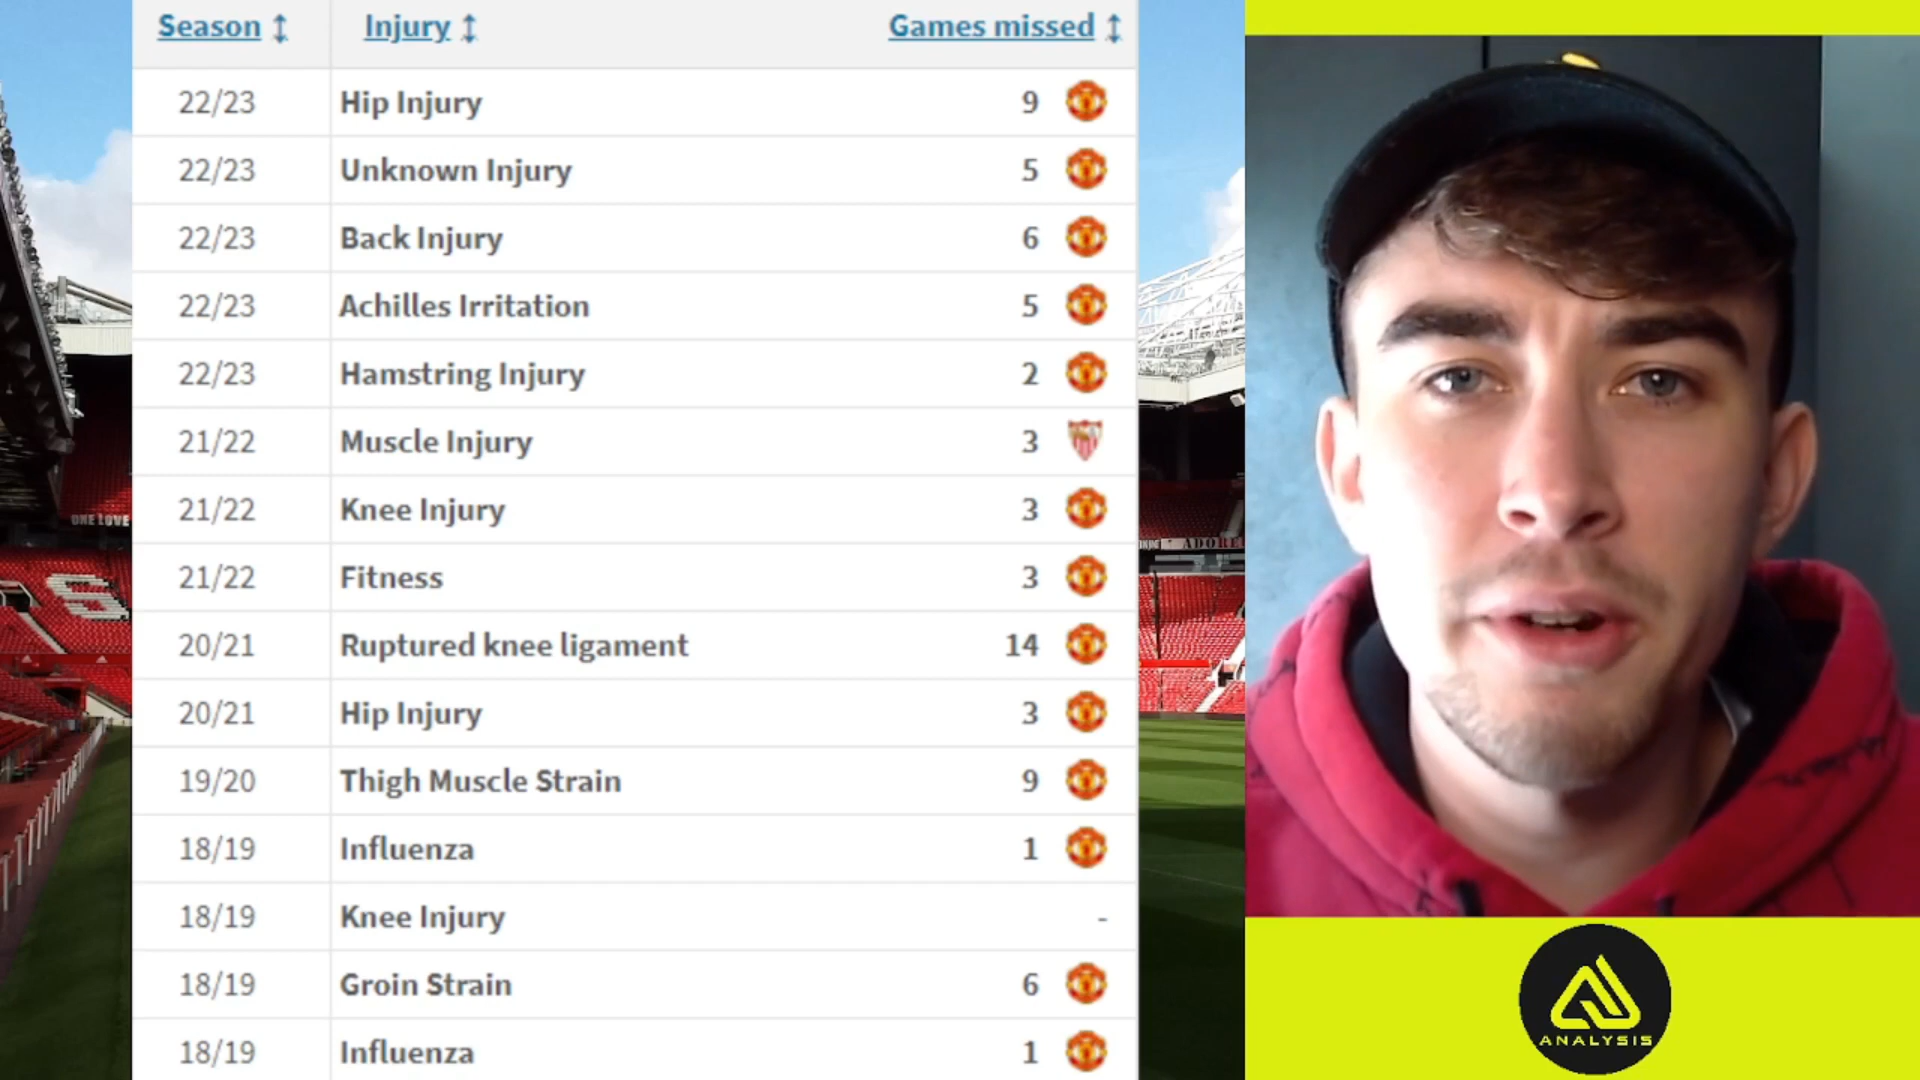 Season Injury Games missed
22/23 Hip Injury 9
22/23 Unknown Injury 5
22/23 Back Injury 6
22/23 Achilles Irritation 5
22/23 Hamstring Injury 2
21/22 Muscle Injury 3
21/22 Knee Injury 3
21/22 Fitness 3
20/21 Ruptured knee ligament 14
20/21 Hip Injury 3
19/20 Thigh Muscle Strain 9
18/19 Influenza 1
18/19 Knee Injury -
18/19 Groin Strain 6
18/19 Influenza 1
ONE LOVE
S
ANALYSIS